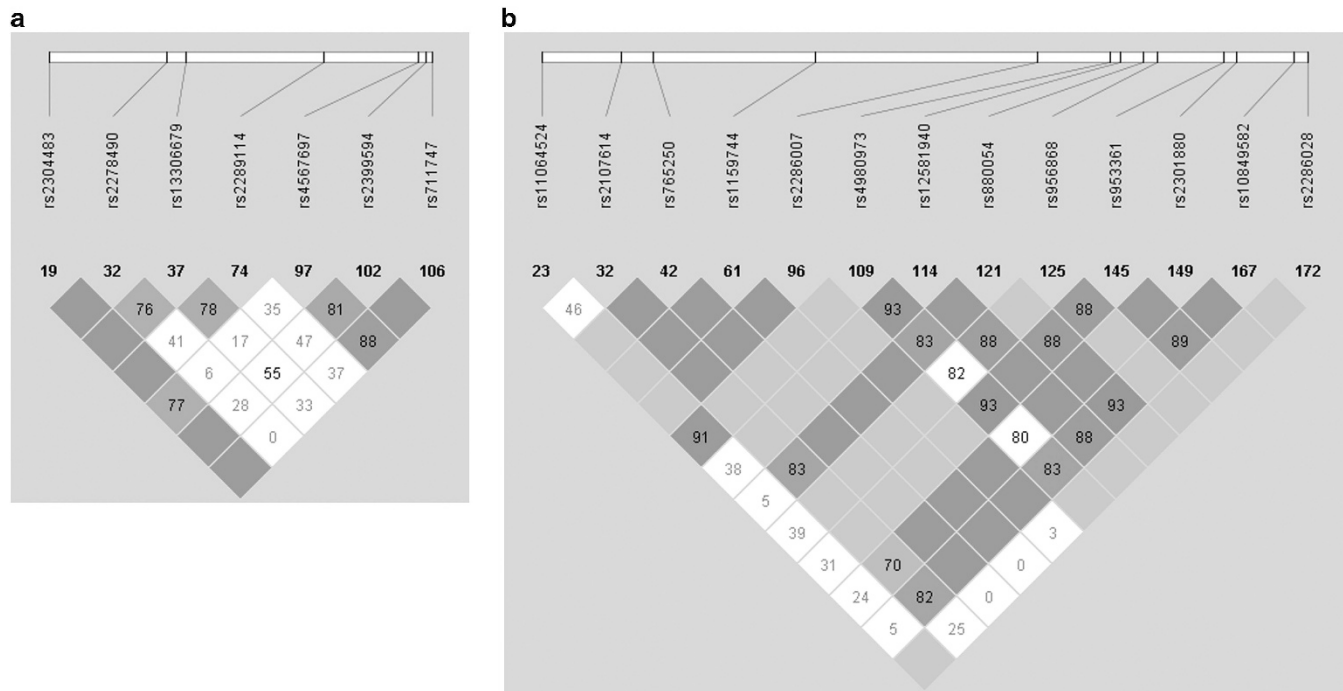 a
rs2304483
rs2278490
rs13306679
rs2289114
rs4567697
rs2399594
rs711747
19 32 37 74 97 102 106
76 78 35 81
41 17 47 88
6 55 37
77 28 33
0
b
rs11064524
rs2107614
rs765250
rs1159744
rs2286007
rs4980973
rs12581940
rs880054
rs956868
rs953361
rs2301880
rs10849582
rs2286028
23 32 42 61 96 109 114 121 125 145 149 167 172
46 93 88
83 88 88 89
82
93 93
91 80 88
38 83 83
5
39 3
31 70 0
24 82 0
5 25